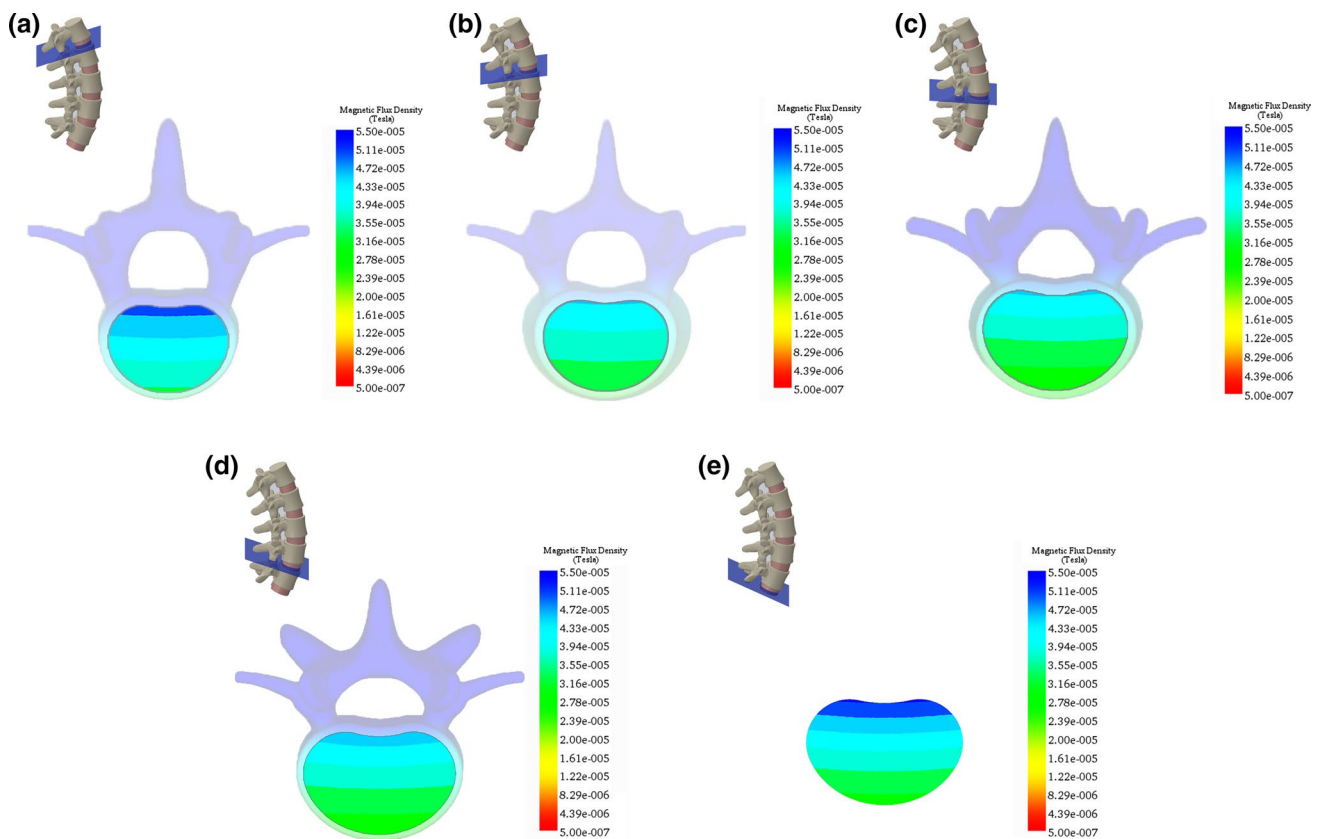 (a)
Magnetic Flux Density
(Tesla)
5.50e-005
5.11e-005
4.72e-005
4.33e-005
3.94e-005
3.55e-005
3.16e-005
2.78e-005
2.39e-005
2.00e-005
1.61e-005
1.22e-005
8.29e-006
4.39e-006
5.00e-007
(b)
Magnetic Flux Density
(Tesla)
5.50e-005
5.11e-005
4.72e-005
4.33e-005
3.94e-005
3.55e-005
3.16e-005
2.78e-005
2.39e-005
2.00e-005
1.61e-005
1.22e-005
8.29e-006
4.39e-006
5.00e-007
(c)
Magnetic Flux Density
(Tesla)
5.50e-005
5.11e-005
4.72e-005
4.33e-005
3.94e-005
3.55e-005
3.16e-005
2.78e-005
2.39e-005
2.00e-005
1.61e-005
1.22e-005
8.29e-006
4.39e-006
5.00e-007
(d)
Magnetic Flux Density
(Tesla)
5.50e-005
5.11e-005
4.72e-005
4.33e-005
3.94e-005
3.55e-005
3.16e-005
2.78e-005
2.39e-005
2.00e-005
1.61e-005
1.22e-005
8.29e-006
4.39e-006
5.00e-007
(e)
Magnetic Flux Density
(Tesla)
5.50e-005
5.11e-005
4.72e-005
4.33e-005
3.94e-005
3.55e-005
3.16e-005
2.78e-005
2.39e-005
2.00e-005
1.61e-005
1.22e-005
8.29e-006
4.39e-006
5.00e-007